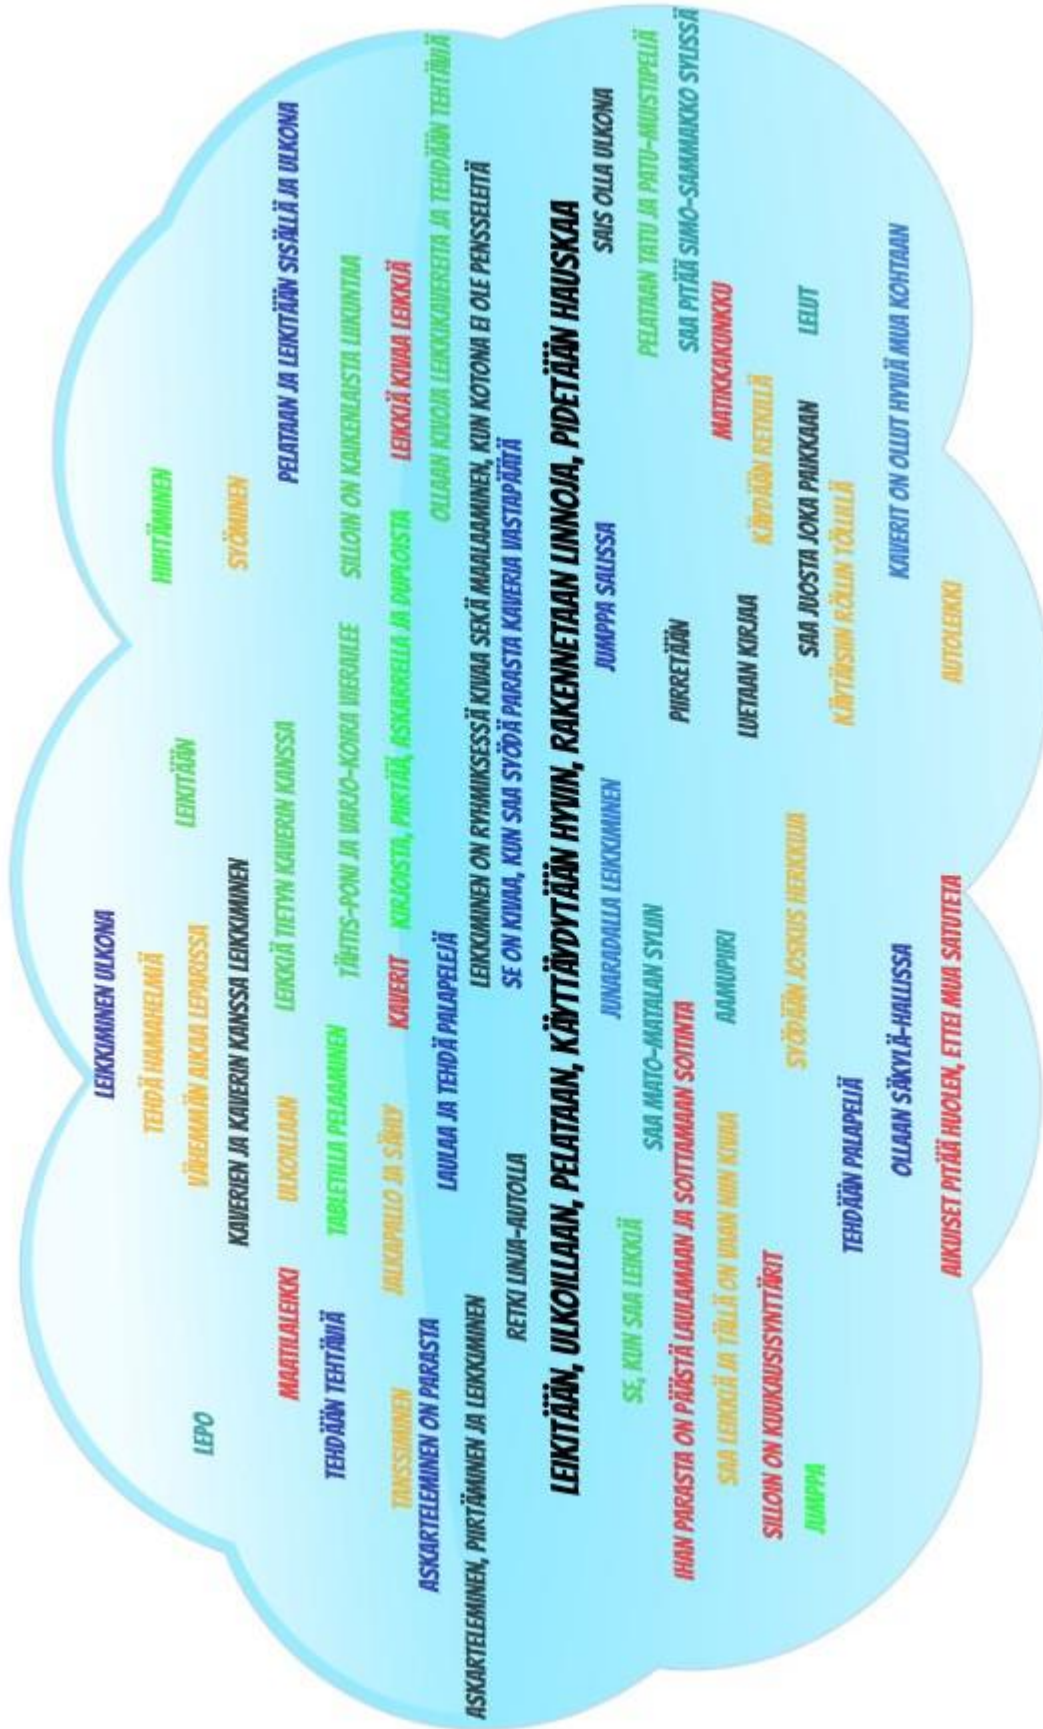 LEIKKIMINEN ULKONA
TEHDÄ HAMAHELMIÄ
HIIHTÄMINEN
LEIKITÄÄN
VÄHEMMÄN AIKAA LEPARISSA
LEPO
SYÖMINEN
KAVERIEN JA KAVERIN KANSSA LEIKKIMINEN
PELATAAN JA LEIKITÄÄN SISÄLLÄ JA ULKONA
LEIKKIÄ TIETYN KAVERIN KANSSA
ULKOILLAAN
MAATILALEIKKI
TEHDÄÄN TEHTÄVIÄ
TABLETILLA PELAAMINEN
TÄHTIS-PONI JA VARJO-KOIRA VIERAILEE
SILLOIN ON KAIKENLAISTA LIIKUNTAA
TANSSIMINEN
JALKAPALLO JA SÄHLY
KAVERIT
KIRJOISTA, PIIRTÄÄ, ASKARRELLA JA DUPLOISTA
LEIKKIÄ KIVAA LEIKKIÄ
ASKARTELEMINEN ON PARASTA
LAULAA JA TEHDÄ PALAPELEJÄ
OLLAAN KIVOJA LEIKKIKAVEREITA JA TEHDÄÄN TEHTÄVIÄ
ASKARTELEMINEN, PIIRTÄMINEN JA LEIKKIMINEN
LEIKKIMINEN ON RYHMIKSESSÄ KIVAA SEKÄ MAALAAMINEN, KUN KOTONA EI OLE PENSSELEITÄ
RETKI LINJA-AUTOLLA
SE ON KIVAA, KUN SAA SYÖDÄ PARASTA KAVERIA VASTAPÄÄTÄ
LEIKITÄÄN, ULKOILLAAN, PELATAAN, KÄYTTÄYDYTÄÄN HYVIN, RAKENNETAAN LINNOJA, PIDETÄÄN HAUSKAA
JUNARADALLA LEIKKIMINEN
JUMPPA SALISSA
SAIS OLLA ULKONA
SE, KUN SAA LEIKKIÄ
SAA MATO-MATALAN SYLIIN
PELATAAN TATU JA PATU-MUISTIPELIÄ
IHAN PARASTA ON PÄÄSTÄ LAULAMAAN JA SOITTAMAAN SOITINTA
PIIRRETÄÄN
SAA PITÄÄ SIMO-SAMMAKKO SYLISSÄ
SAA LEIKKIÄ JA TÄÄLLÄ ON VAAN NIIN KIVAA
AAMUPIIRI
MATIKKAKUNKKU
LUETAAN KIRJAA
KÄYDÄÄN RETKILLÄ
SILLOIN ON KUUKAUSISYNTTÄRIT
SYÖDÄÄN JOSKUS HERKKUJA
SAA JUOSTA JOKA PAIKKAAN
LELUT
JUMPPA
KÄYTÄISIIN RÖLLIN TÖLLILLÄ
TEHDÄÄN PALAPELIÄ
OLLAAN SÄKYLÄ-HALLISSA
KAVERIT ON OLLUT HYVIÄ MUA KOHTAAN
AIKUISET PITÄÄ HUOLEN, ETTEI MUA SATUTETA
AUTOLEIKKI